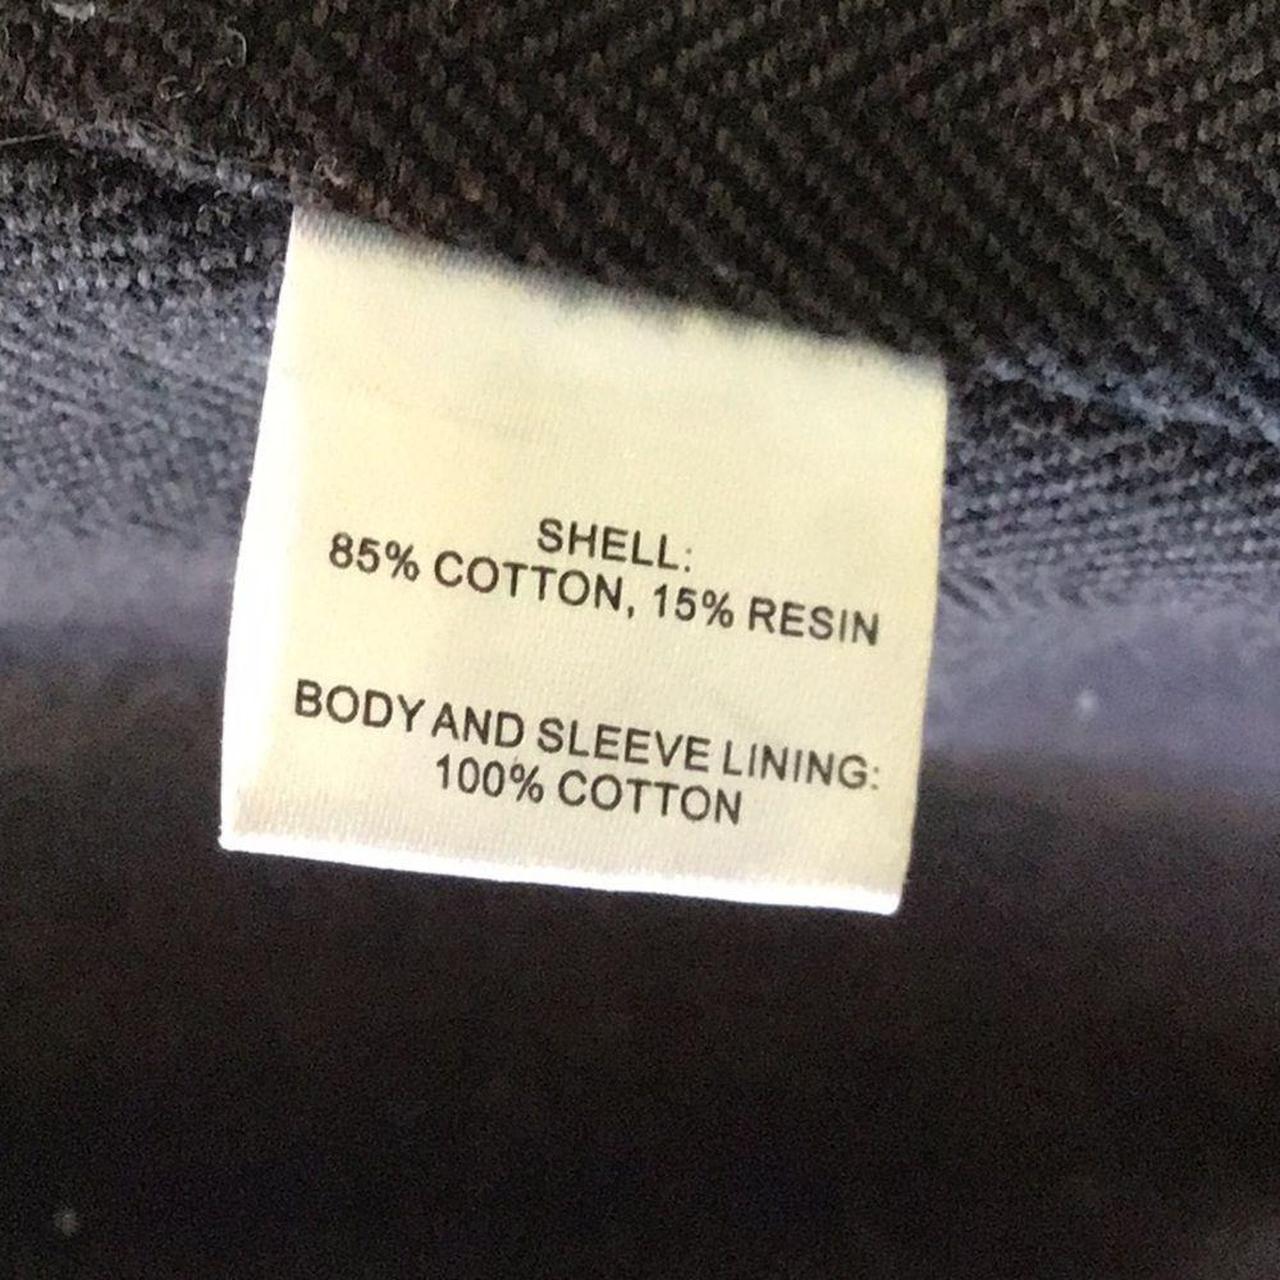 SHELL:
85% COTTON, 15% RESIN
BODY AND SLEEVE LINING:
100% COTTON